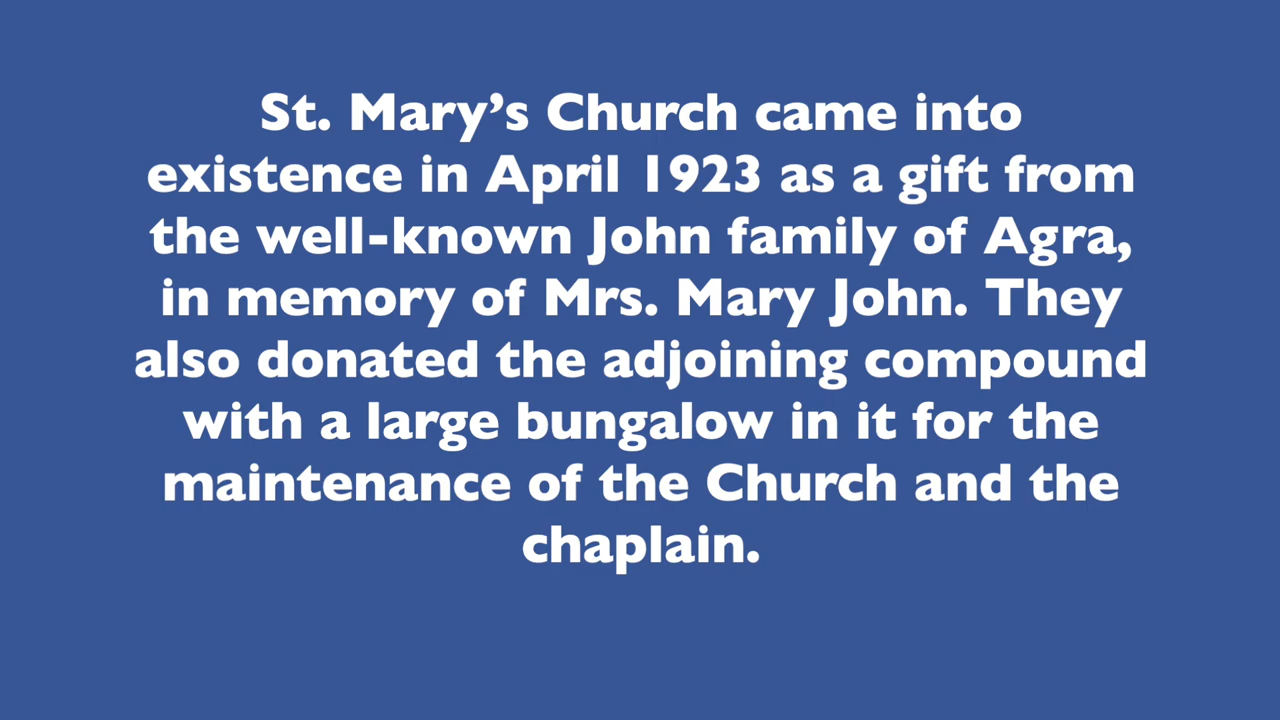 St. Mary’s Church came into
existence in April 1923 as a gift from
the well-known John family of Agra,
in memory of Mrs. Mary John. They
also donated the adjoining compound
with a large bungalow in it for the
maintenance of the Church and the
chaplain.